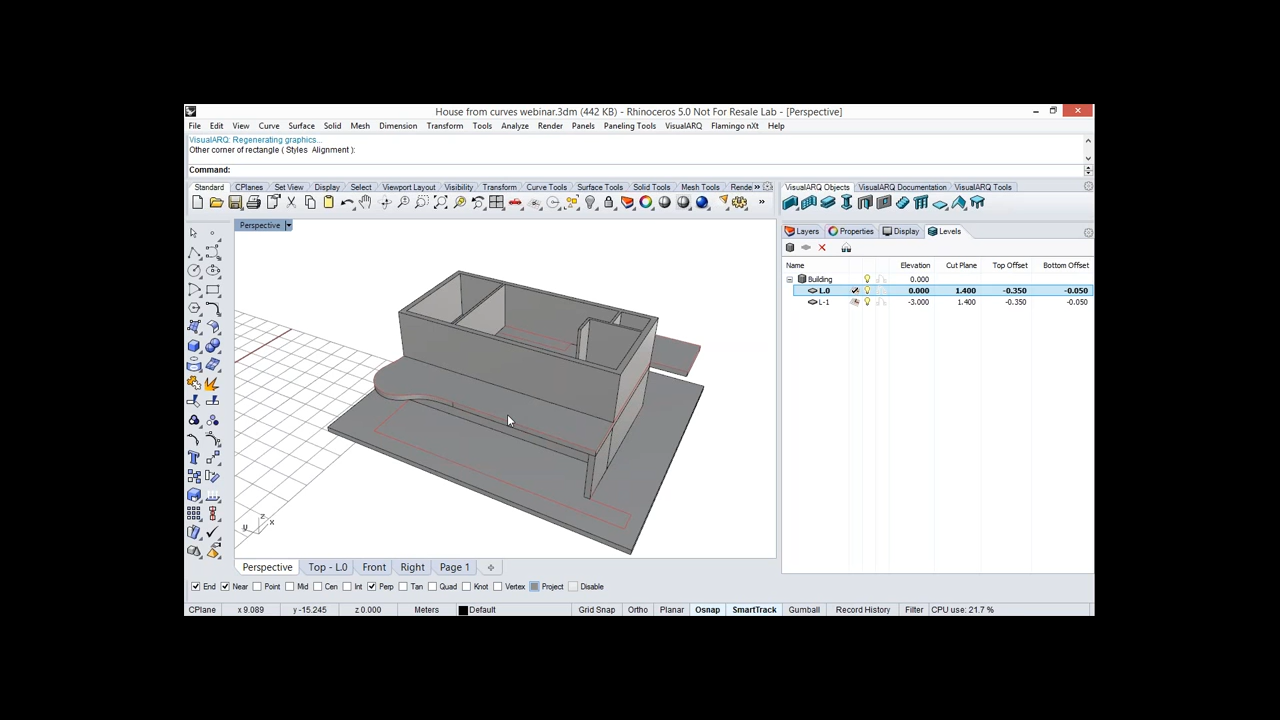 House from curves webinar.3dm (442 KB) - Rhinoceros 5.0 Not For Resale Lab - [Perspective]
File Edit View Curve Surface Solid Mesh Dimension Transform Tools Analyze Render Panels Paneling Tools VisualARQ Flamingo nXt Help
VisualARQ: Regenerating graphics...
Other corner of rectangle ( Styles Alignment ):
Command:
Standard CPlanes Set View Display Select Viewport Layout Visibility Transform Curve Tools Surface Tools Solid Tools Mesh Tools Rende »
VisualARQ Objects VisualARQ Documentation VisualARQ Tools
Perspective
Layers Properties Display Levels
Name Elevation Cut Plane Top Offset Bottom Offset
Building 0.000
L.0 0.000 1.400 -0.350 -0.050
L-1 -3.000 1.400 -0.350 -0.050
z
y x
Perspective Top - L.0 Front Right Page 1
End Near Point Mid Cen Int Perp Tan Quad Knot Vertex Project Disable
CPlane x 9.089 y -15.245 z 0.000 Meters Default Grid Snap Ortho Planar Osnap SmartTrack Gumball Record History Filter CPU use: 21.7 %